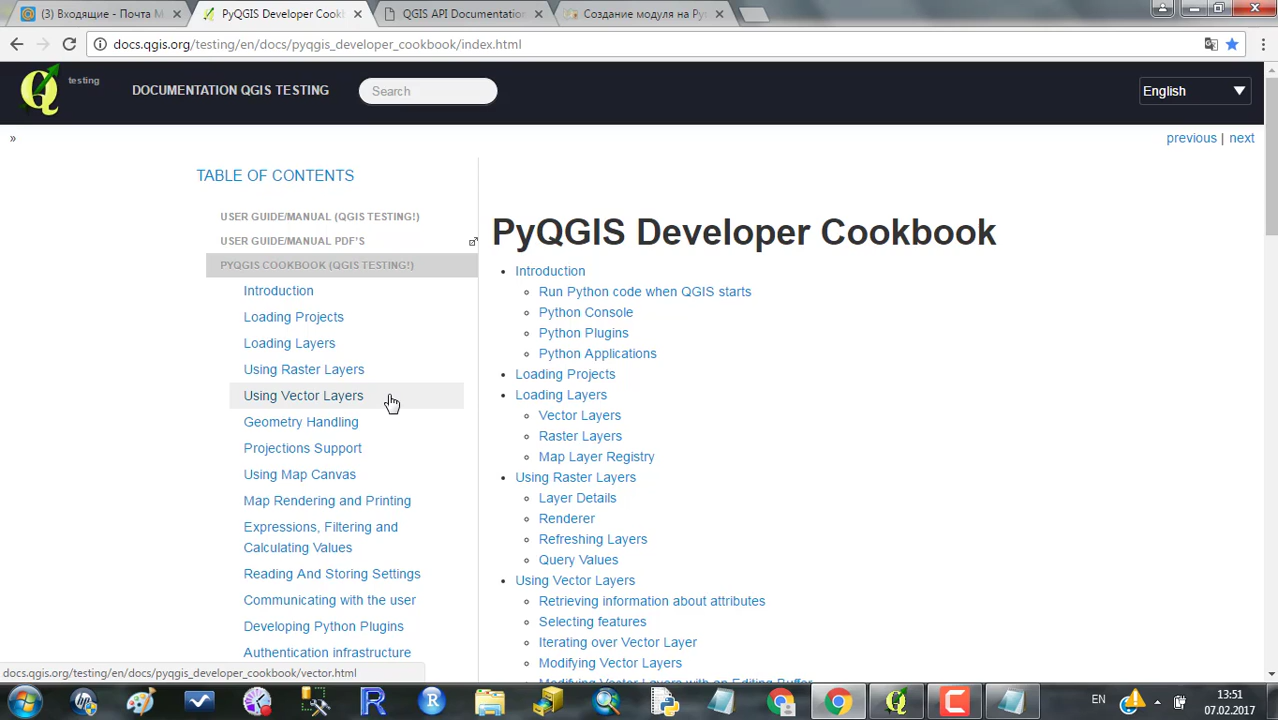 (3) Входящие - Почта M
PyQGIS Developer Cookb
QGIS API Documentation
Создание модуля на Py
docs.qgis.org/testing/en/docs/pyqgis_developer_cookbook/index.html
testing
DOCUMENTATION QGIS TESTING
Search
English
»
previous | next
TABLE OF CONTENTS
USER GUIDE/MANUAL (QGIS TESTING!)
USER GUIDE/MANUAL PDF'S
PYQGIS COOKBOOK (QGIS TESTING!)
Introduction
Loading Projects
Loading Layers
Using Raster Layers
Using Vector Layers
Geometry Handling
Projections Support
Using Map Canvas
Map Rendering and Printing
Expressions, Filtering and
Calculating Values
Reading And Storing Settings
Communicating with the user
Developing Python Plugins
Authentication infrastructure
PyQGIS Developer Cookbook
• Introduction
Run Python code when QGIS starts
Python Console
Python Plugins
Python Applications
• Loading Projects
• Loading Layers
Vector Layers
Raster Layers
Map Layer Registry
• Using Raster Layers
Layer Details
Renderer
Refreshing Layers
Query Values
• Using Vector Layers
Retrieving information about attributes
Selecting features
Iterating over Vector Layer
Modifying Vector Layers
Modifying Vector Layers with an Editing Buffer
docs.qgis.org/testing/en/docs/pyqgis_developer_cookbook/vector.html
EN
13:51
07.02.2017